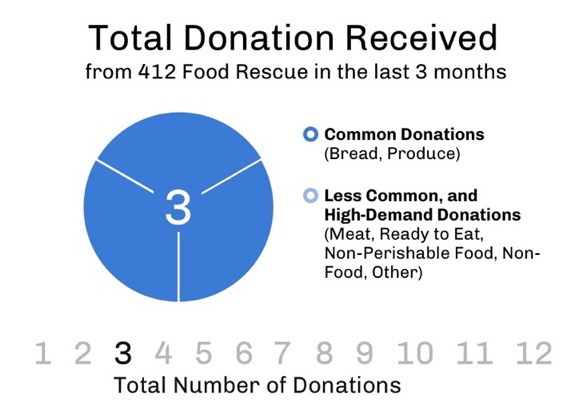 Total Donation Received
from 412 Food Rescue in the last 3 months
3
Common Donations
(Bread, Produce)
Less Common, and
High-Demand Donations
(Meat, Ready to Eat,
Non-Perishable Food, Non-
Food, Other)
1 2 3 4 5 6 7 8 9 10 11 12
Total Number of Donations